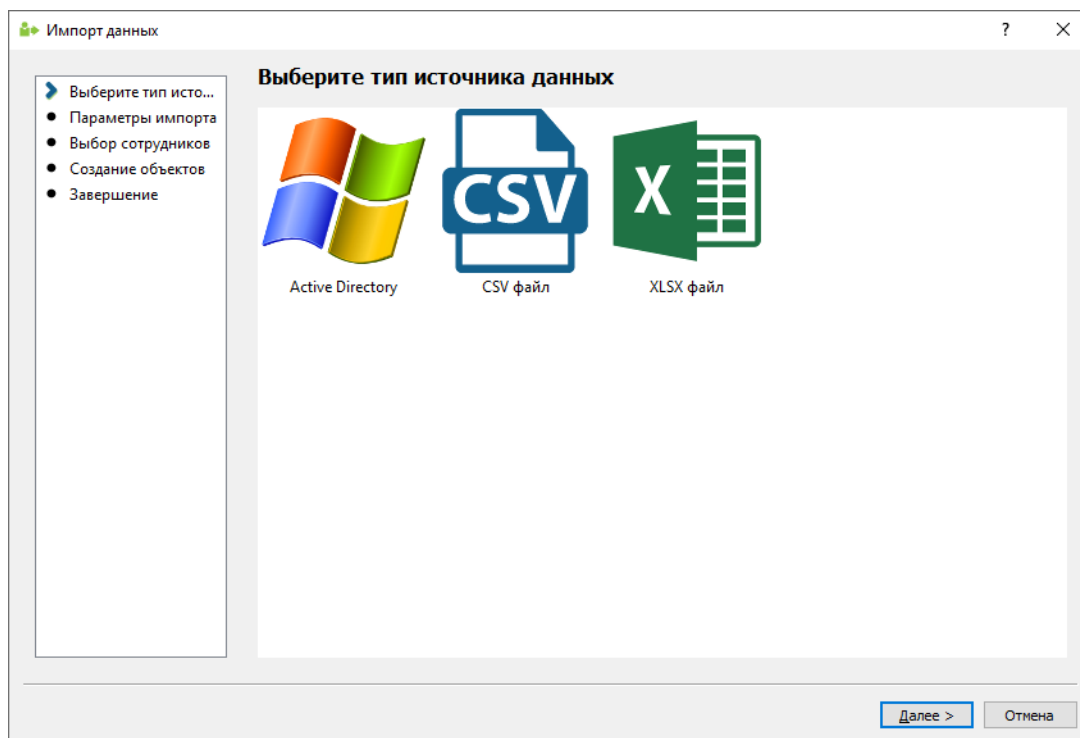 Импорт данных
?
Выберите тип исто...
Параметры импорта
Выбор сотрудников
Создание объектов
Завершение
Выберите тип источника данных
CSV
X
Active Directory
CSV файл
XLSX файл
Далее >
Отмена